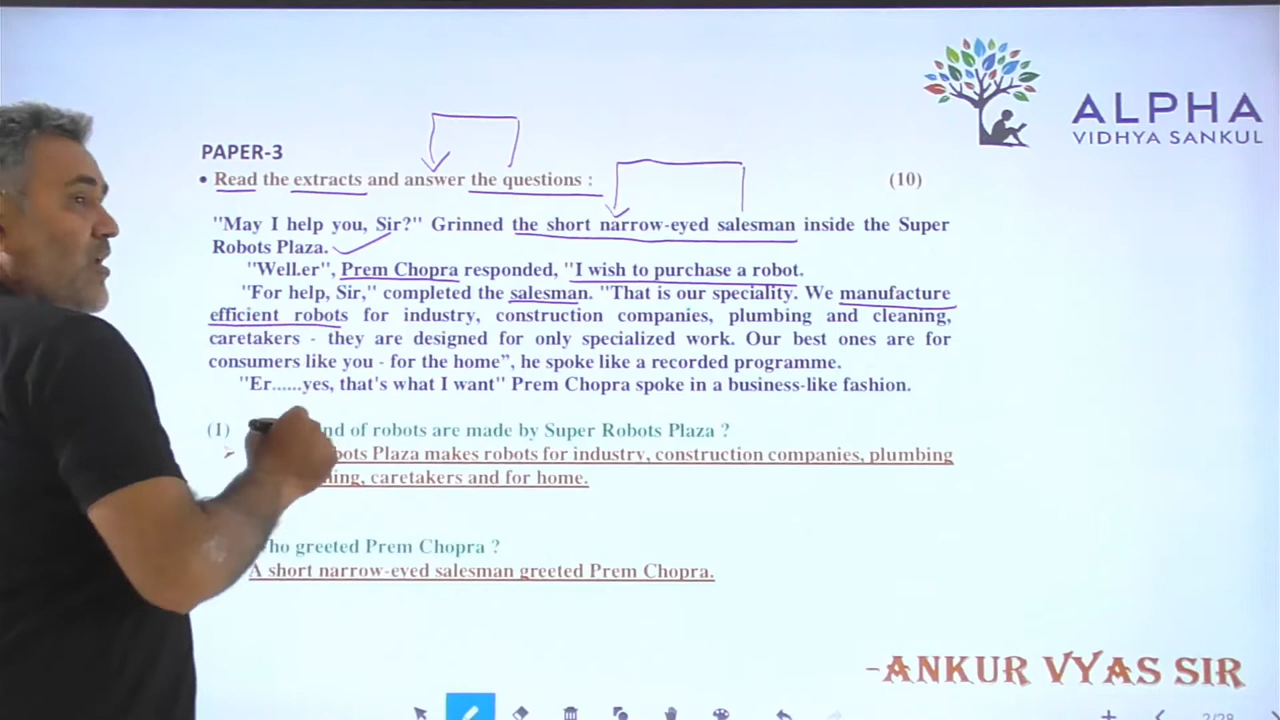 ALPHA
VIDHYA SANKUL
PAPER-3
• Read the extracts and answer the questions : (10)
"May I help you, Sir?" Grinned the short narrow-eyed salesman inside the Super
Robots Plaza.
"Well.er", Prem Chopra responded, "I wish to purchase a robot.
"For help, Sir," completed the salesman. "That is our speciality. We manufacture
efficient robots for industry, construction companies, plumbing and cleaning,
caretakers - they are designed for only specialized work. Our best ones are for
consumers like you - for the home”, he spoke like a recorded programme.
"Er......yes, that's what I want" Prem Chopra spoke in a business-like fashion.
(1) of robots are made by Super Robots Plaza ?
Plaza makes robots for industry, construction companies, plumbing
caretakers and for home.
Who greeted Prem Chopra ?
A short narrow-eyed salesman greeted Prem Chopra.
-ANKUR VYAS SIR
2/28